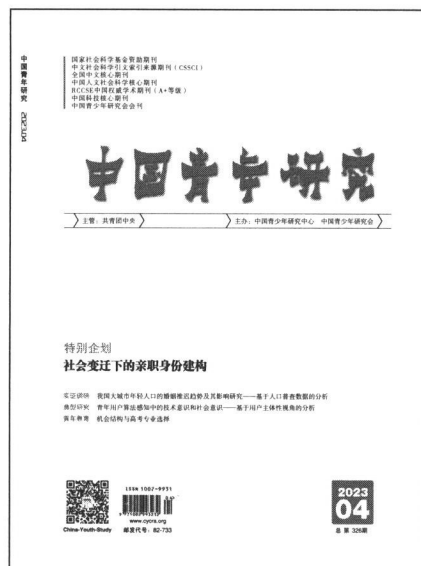 中国青年研究
2023.04
国家社会科学基金资助期刊
中文社会科学引文索引来源期刊（CSSCI）
全国中文核心期刊
中国人文社会科学核心期刊
RCCSE中国权威学术期刊（A+等级）
中国科技核心期刊
中国青少年研究会会刊
中国青年研究
主管：共青团中央
主办：中国青少年研究中心 中国青少年研究会
特别企划
社会变迁下的亲职身份建构
我国大城市年轻人口的婚姻推迟趋势及其影响研究——基于人口普查数据的分析
典型研究 青年用户算法感知中的技术意识和社会意识——基于用户主体性视角的分析
青年教育 机会结构与高考专业选择
ISSN 1002-9931
www.cycra.org
China-Youth-Study
邮发代号：82-733
2023
04
总第326期